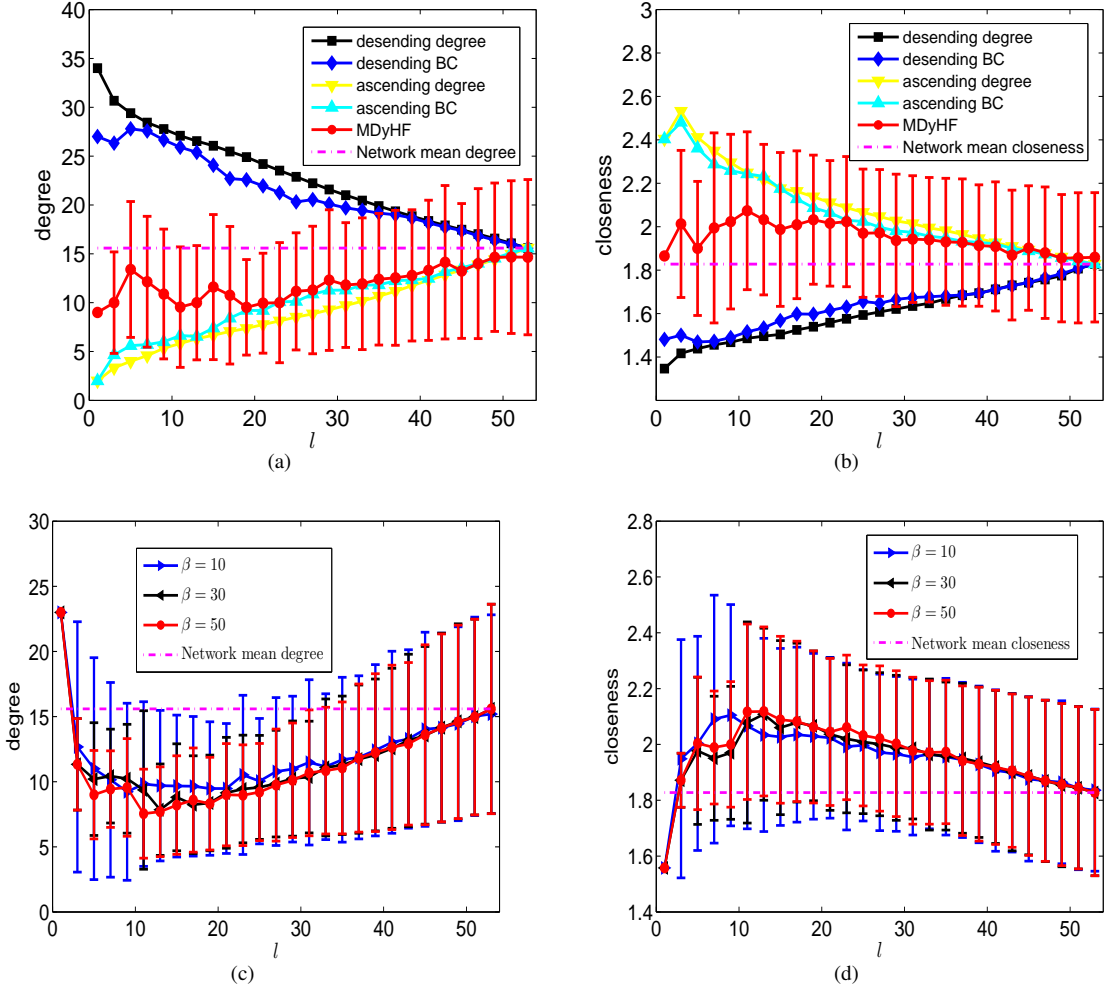 40
35
30
25
20
15
10
5
0
degree
desending degree
desending BC
ascending degree
ascending BC
MDyHF
Network mean degree
0 10 20 30 40 50
l
(a)
3
2.8
2.6
2.4
2.2
2
1.8
1.6
1.4
closeness
desending degree
desending BC
ascending degree
ascending BC
MDyHF
Network mean closeness
0 10 20 30 40 50
l
(b)
30
25
20
15
10
5
0
degree
β = 10
β = 30
β = 50
Network mean degree
0 10 20 30 40 50
l
(c)
2.8
2.6
2.4
2.2
2
1.8
1.6
1.4
closeness
β = 10
β = 30
β = 50
Network mean closeness
0 10 20 30 40 50
l
(d)